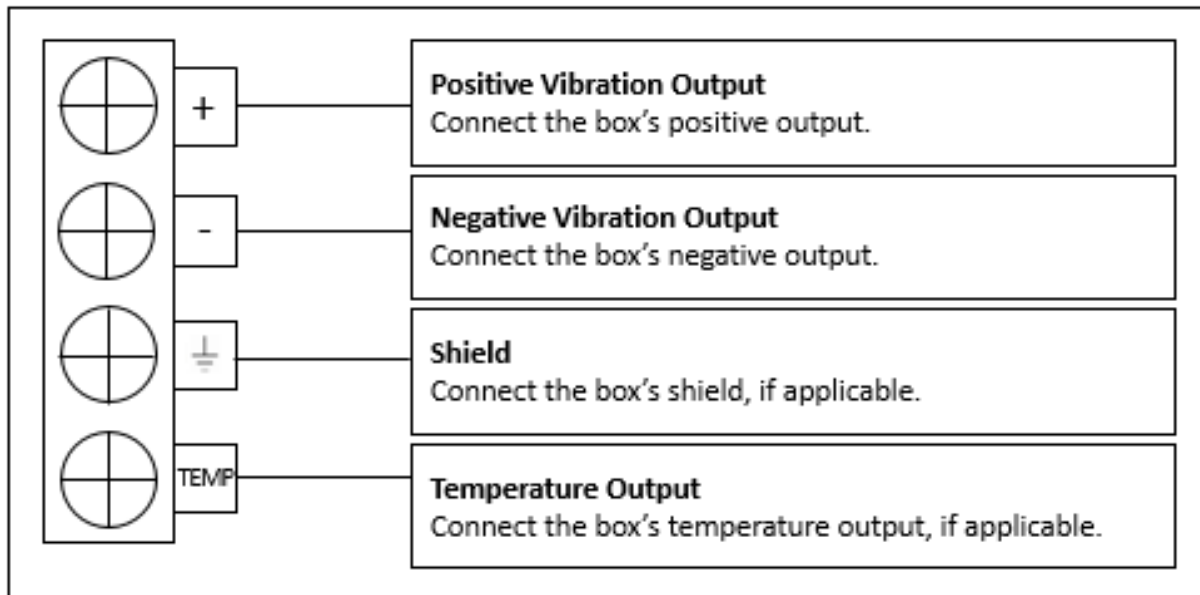 +
Positive Vibration Output
Connect the box’s positive output.
-
Negative Vibration Output
Connect the box’s negative output.
Shield
Connect the box’s shield, if applicable.
TEMP
Temperature Output
Connect the box’s temperature output, if applicable.